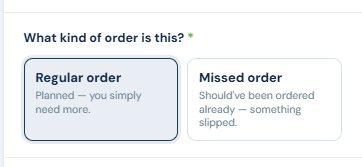 What kind of order is this? *
Regular order
Planned — you simply
need more.
Missed order
Should've been ordered
already — something
slipped.